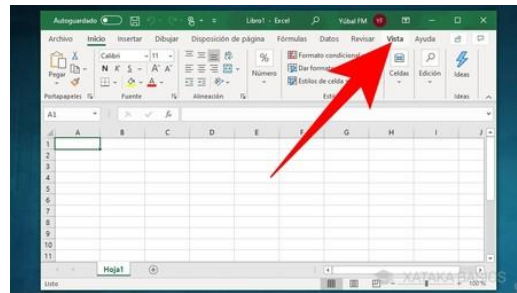 Autoguardado Libro1 - Excel Yúbal FM
Archivo Inicio Insertar Dibujar Disposición de página Fórmulas Datos Revisar Vista Ayuda
Pegar Calibri 11 N K S A A % Número Formato condicional Celdas Edición Ideas
Dar formato
Estilos de celda
Portapapeles Fuente Alineación Ideas
A1 fx
A B C D E F G H I J
1
2
3
4
5
6
7
8
9
10
11
Hoja1
Listo 100 %
XATAKA BASICS